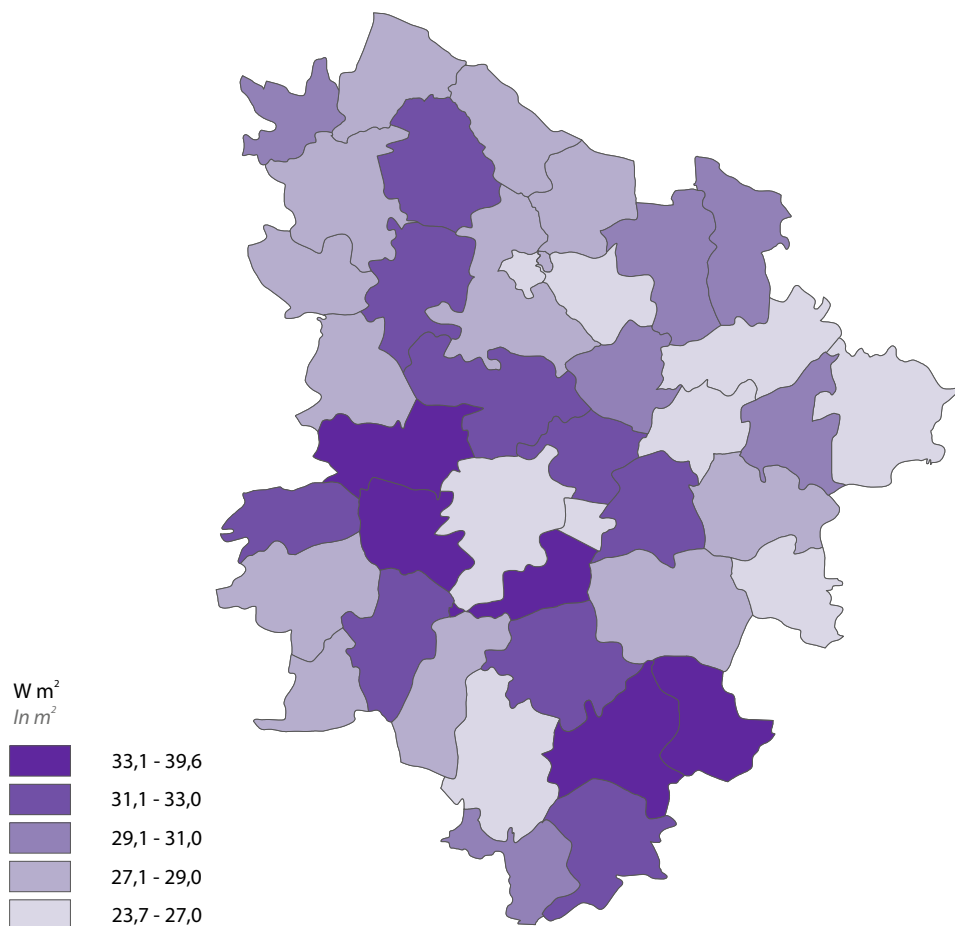 W m²
In m²
33,1 - 39,6
31,1 - 33,0
29,1 - 31,0
27,1 - 29,0
23,7 - 27,0